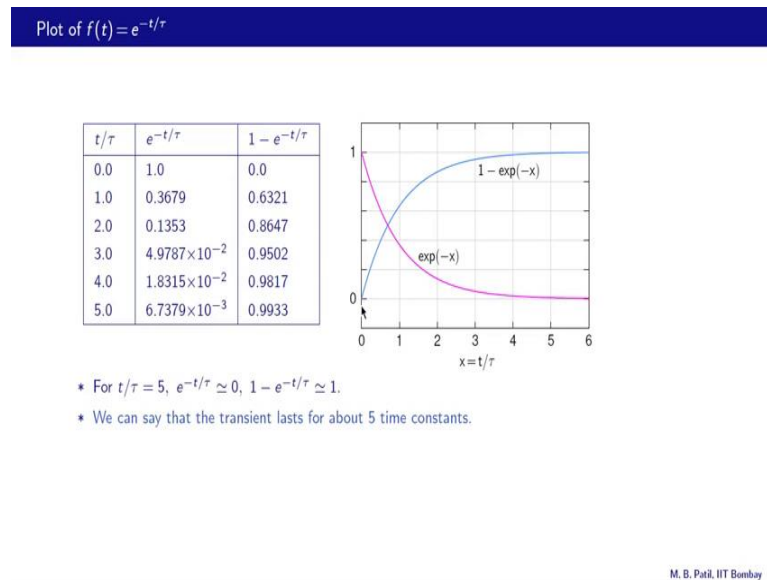 Plot of f(t) = e^{−t/τ}
t/τ e^{−t/τ} 1 − e^{−t/τ}
0.0 1.0 0.0
1.0 0.3679 0.6321
2.0 0.1353 0.8647
3.0 4.9787×10^{−2} 0.9502
4.0 1.8315×10^{−2} 0.9817
5.0 6.7379×10^{−3} 0.9933
1
1 − exp(−x)
exp(−x)
0
0 1 2 3 4 5 6
x=t/τ
* For t/τ = 5, e^{−t/τ} ≃ 0, 1 − e^{−t/τ} ≃ 1.
* We can say that the transient lasts for about 5 time constants.
M. B. Patil, IIT Bombay